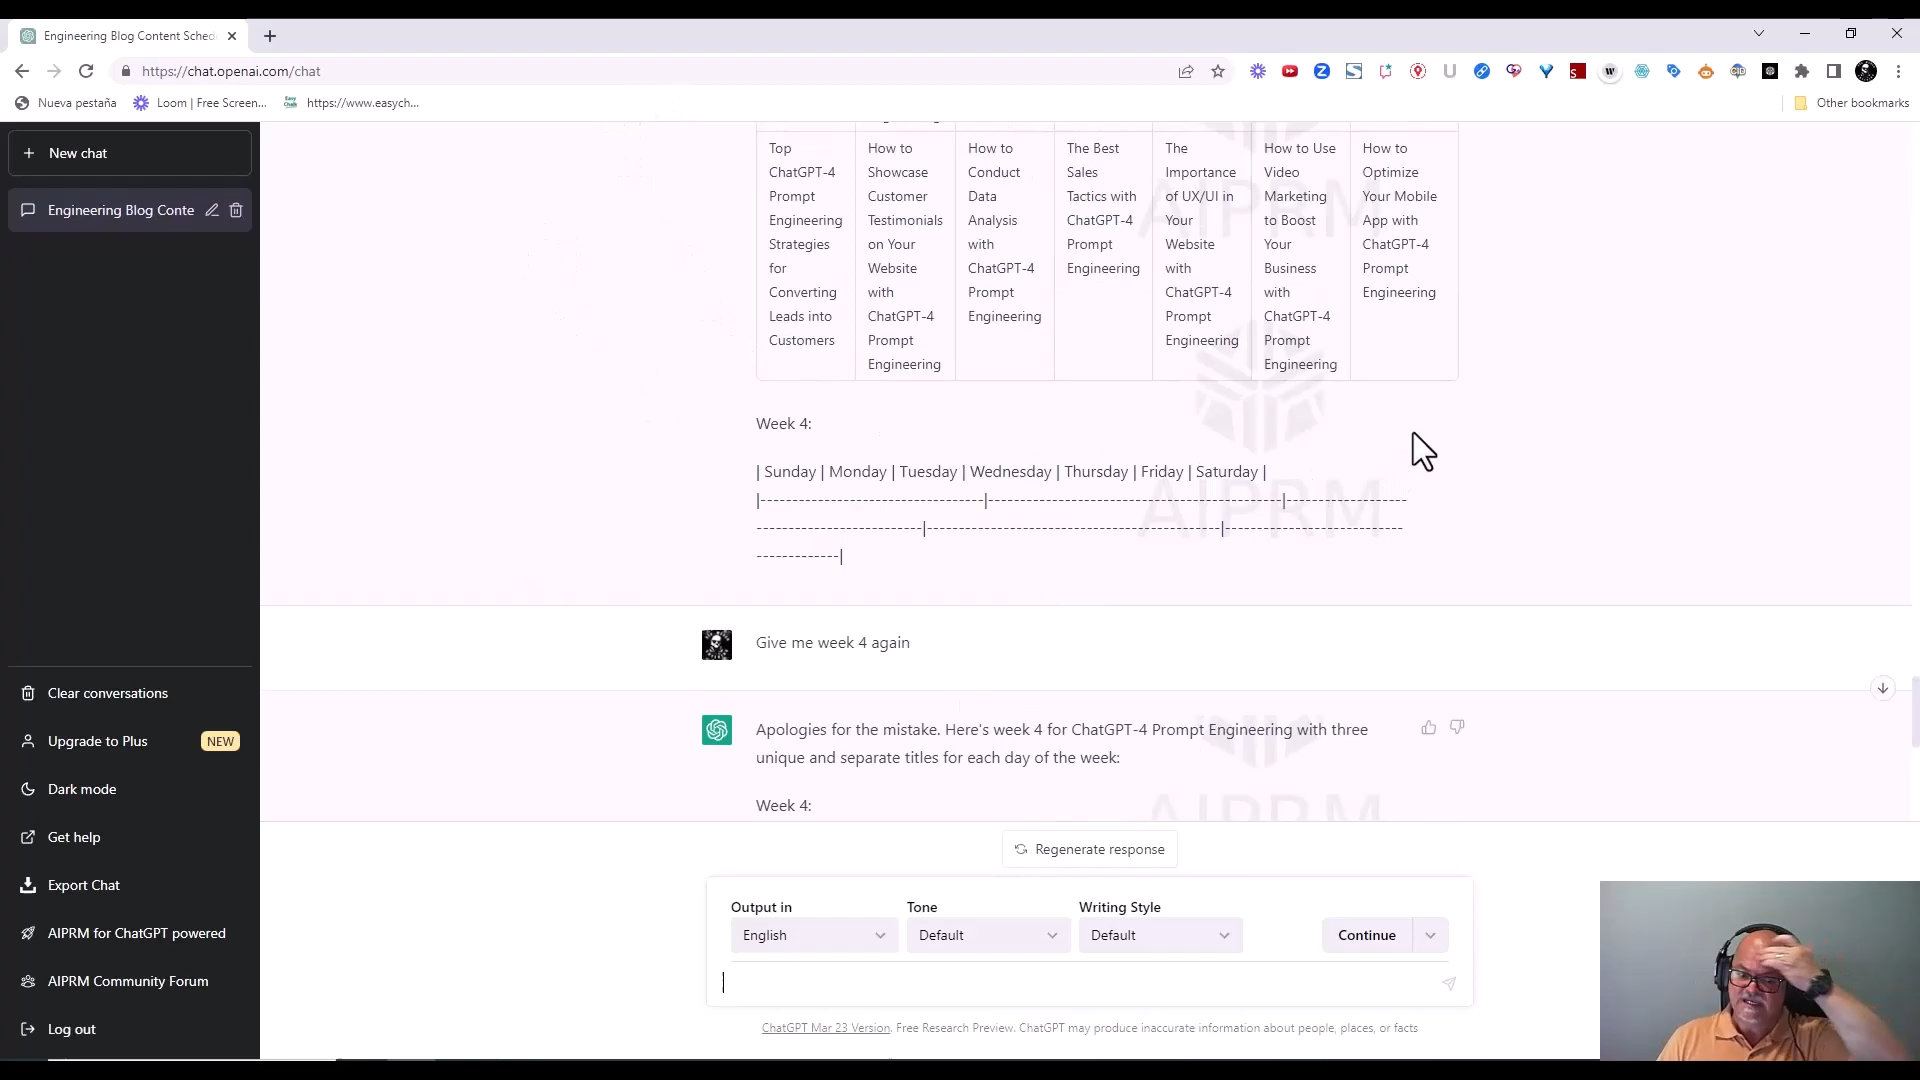 Engineering Blog Content Sched
https://chat.openai.com/chat
Nueva pestaña
Loom | Free Screen...
https://www.easych...
Other bookmarks
New chat
Engineering Blog Conte
Clear conversations
Upgrade to Plus
NEW
Dark mode
Get help
Export Chat
AIPRM for ChatGPT powered
AIPRM Community Forum
Log out
Top
ChatGPT-4
Prompt
Engineering
Strategies
for
Converting
Leads into
Customers
How to
Showcase
Customer
Testimonials
on Your
Website
with
ChatGPT-4
Prompt
Engineering
How to
Conduct
Data
Analysis
with
ChatGPT-4
Prompt
Engineering
The Best
Sales
Tactics with
ChatGPT-4
Prompt
Engineering
The
Importance
of UX/UI in
Your
Website
with
ChatGPT-4
Prompt
Engineering
How to Use
Video
Marketing
to Boost
Your
Business
with
ChatGPT-4
Prompt
Engineering
How to
Optimize
Your Mobile
App with
ChatGPT-4
Prompt
Engineering
AIPRM
Week 4:
| Sunday | Monday | Tuesday | Wednesday | Thursday | Friday | Saturday |
|---------------------------------|-------------------------------------------|------------------
-------------------------|-------------------------------------------|--------------------------
-------------|
AIPRM
Give me week 4 again
Apologies for the mistake. Here's week 4 for ChatGPT-4 Prompt Engineering with three
unique and separate titles for each day of the week:
Week 4:
AIPRM
Regenerate response
Output in
English
Tone
Default
Writing Style
Default
Continue
ChatGPT Mar 23 Version. Free Research Preview. ChatGPT may produce inaccurate information about people, places, or facts